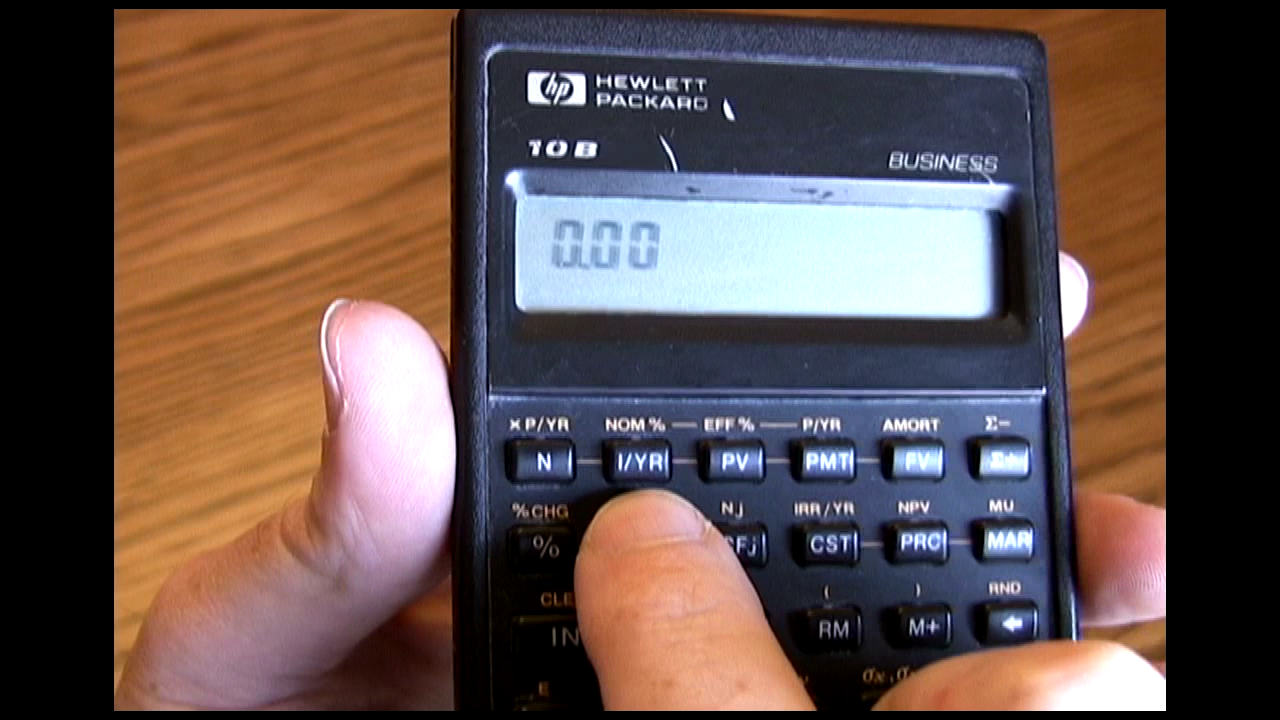 hp HEWLETT
PACKARD
10B BUSINESS
0.00
×P/YR NOM% EFF% P/YR AMORT Σ−
N I/YR PV PMT FV Σ+
%CHG Nj IRR/YR NPV MU
% CFj CST PRC MAR
( ) RND
RM M+ ←